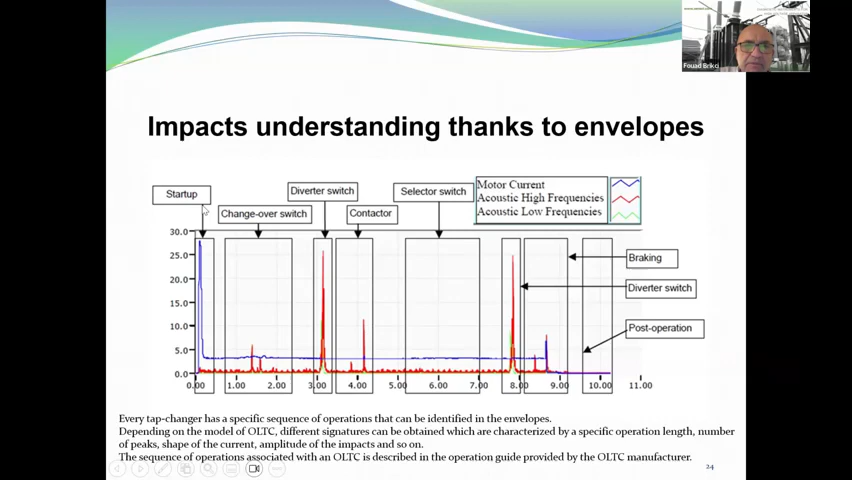 Fouad Brikci
Impacts understanding thanks to envelopes
Startup
Diverter switch
Selector switch
Motor Current
Acoustic High Frequencies
Acoustic Low Frequencies
Change-over switch
Contactor
30.0
25.0
20.0
15.0
10.0
5.0
0.0
Braking
Diverter switch
Post-operation
0.00 1.00 2.00 3.00 4.00 5.00 6.00 7.00 8.00 9.00 10.00 11.00
Every tap-changer has a specific sequence of operations that can be identified in the envelopes.
Depending on the model of OLTC, different signatures can be obtained which are characterized by a specific operation length, number
of peaks, shape of the current, amplitude of the impacts and so on.
The sequence of operations associated with an OLTC is described in the operation guide provided by the OLTC manufacturer.
24